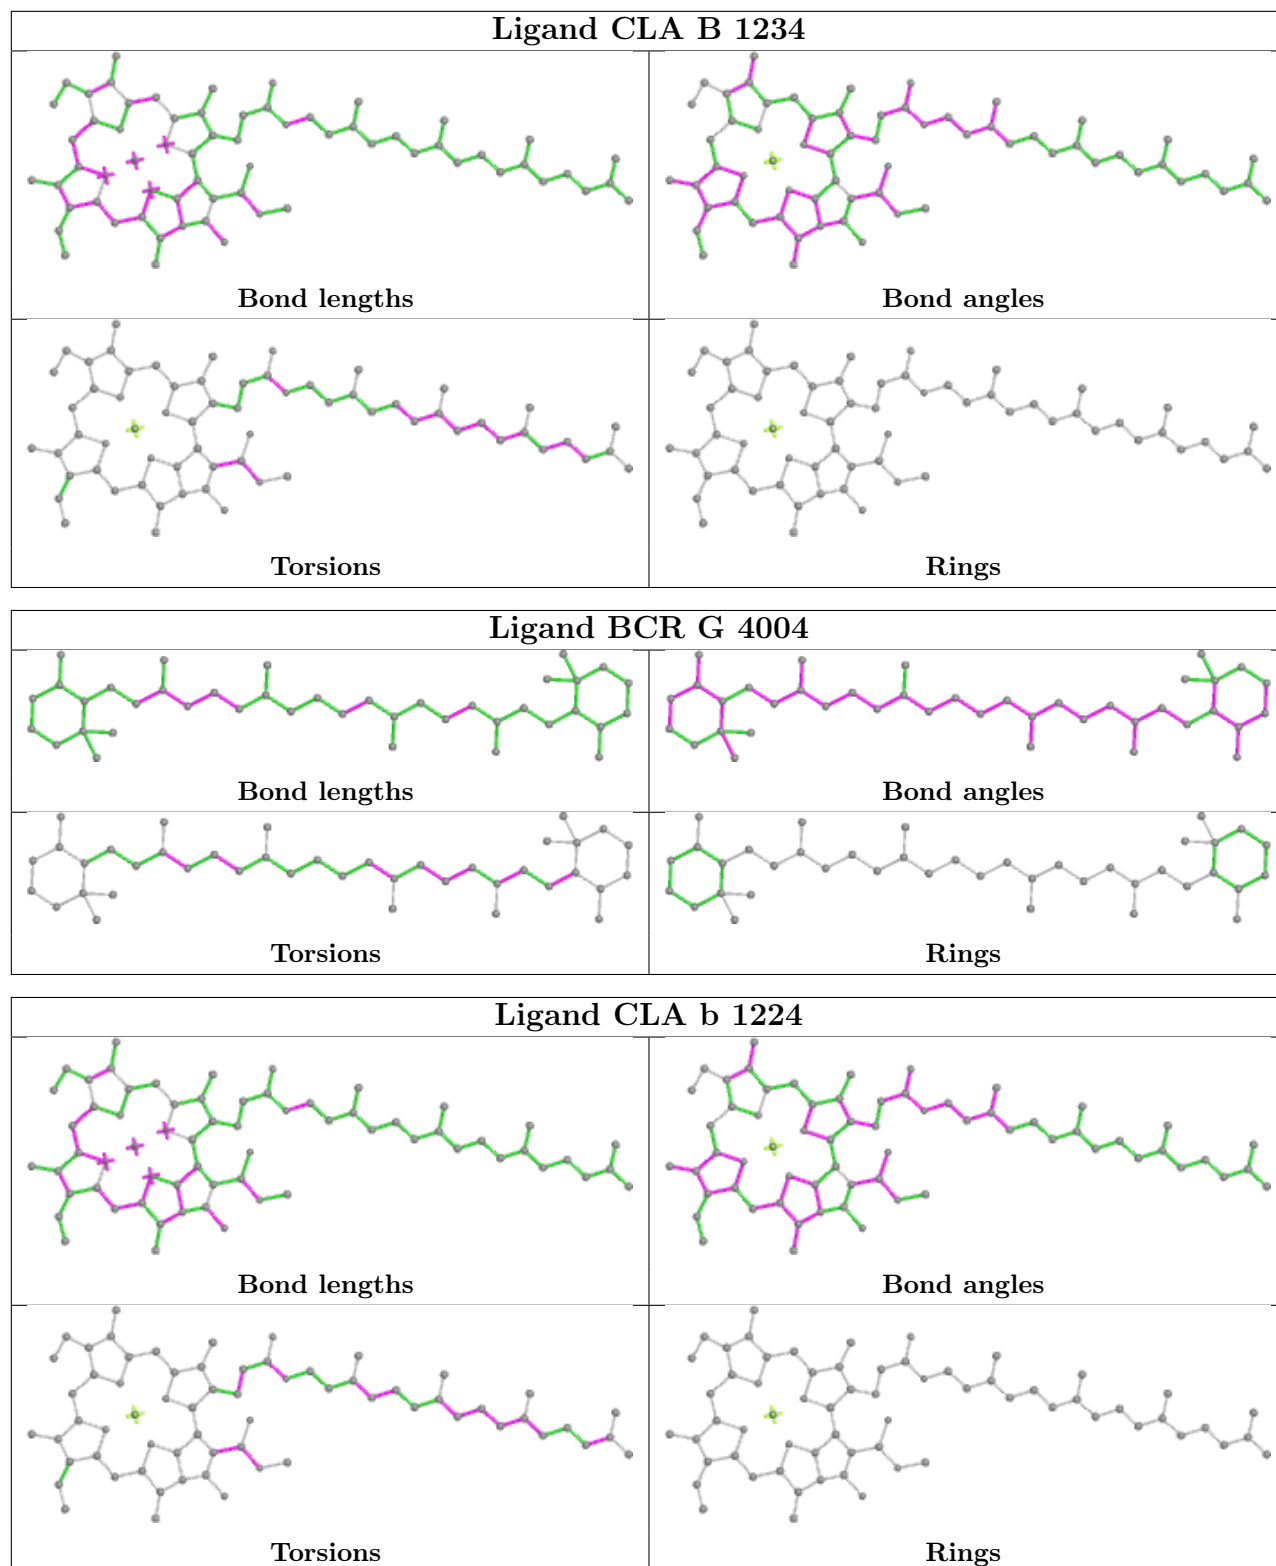 Ligand CLA B 1234
Bond lengths
Bond angles
Torsions
Rings
Ligand BCR G 4004
Bond lengths
Bond angles
Torsions
Rings
Ligand CLA b 1224
Bond lengths
Bond angles
Torsions
Rings